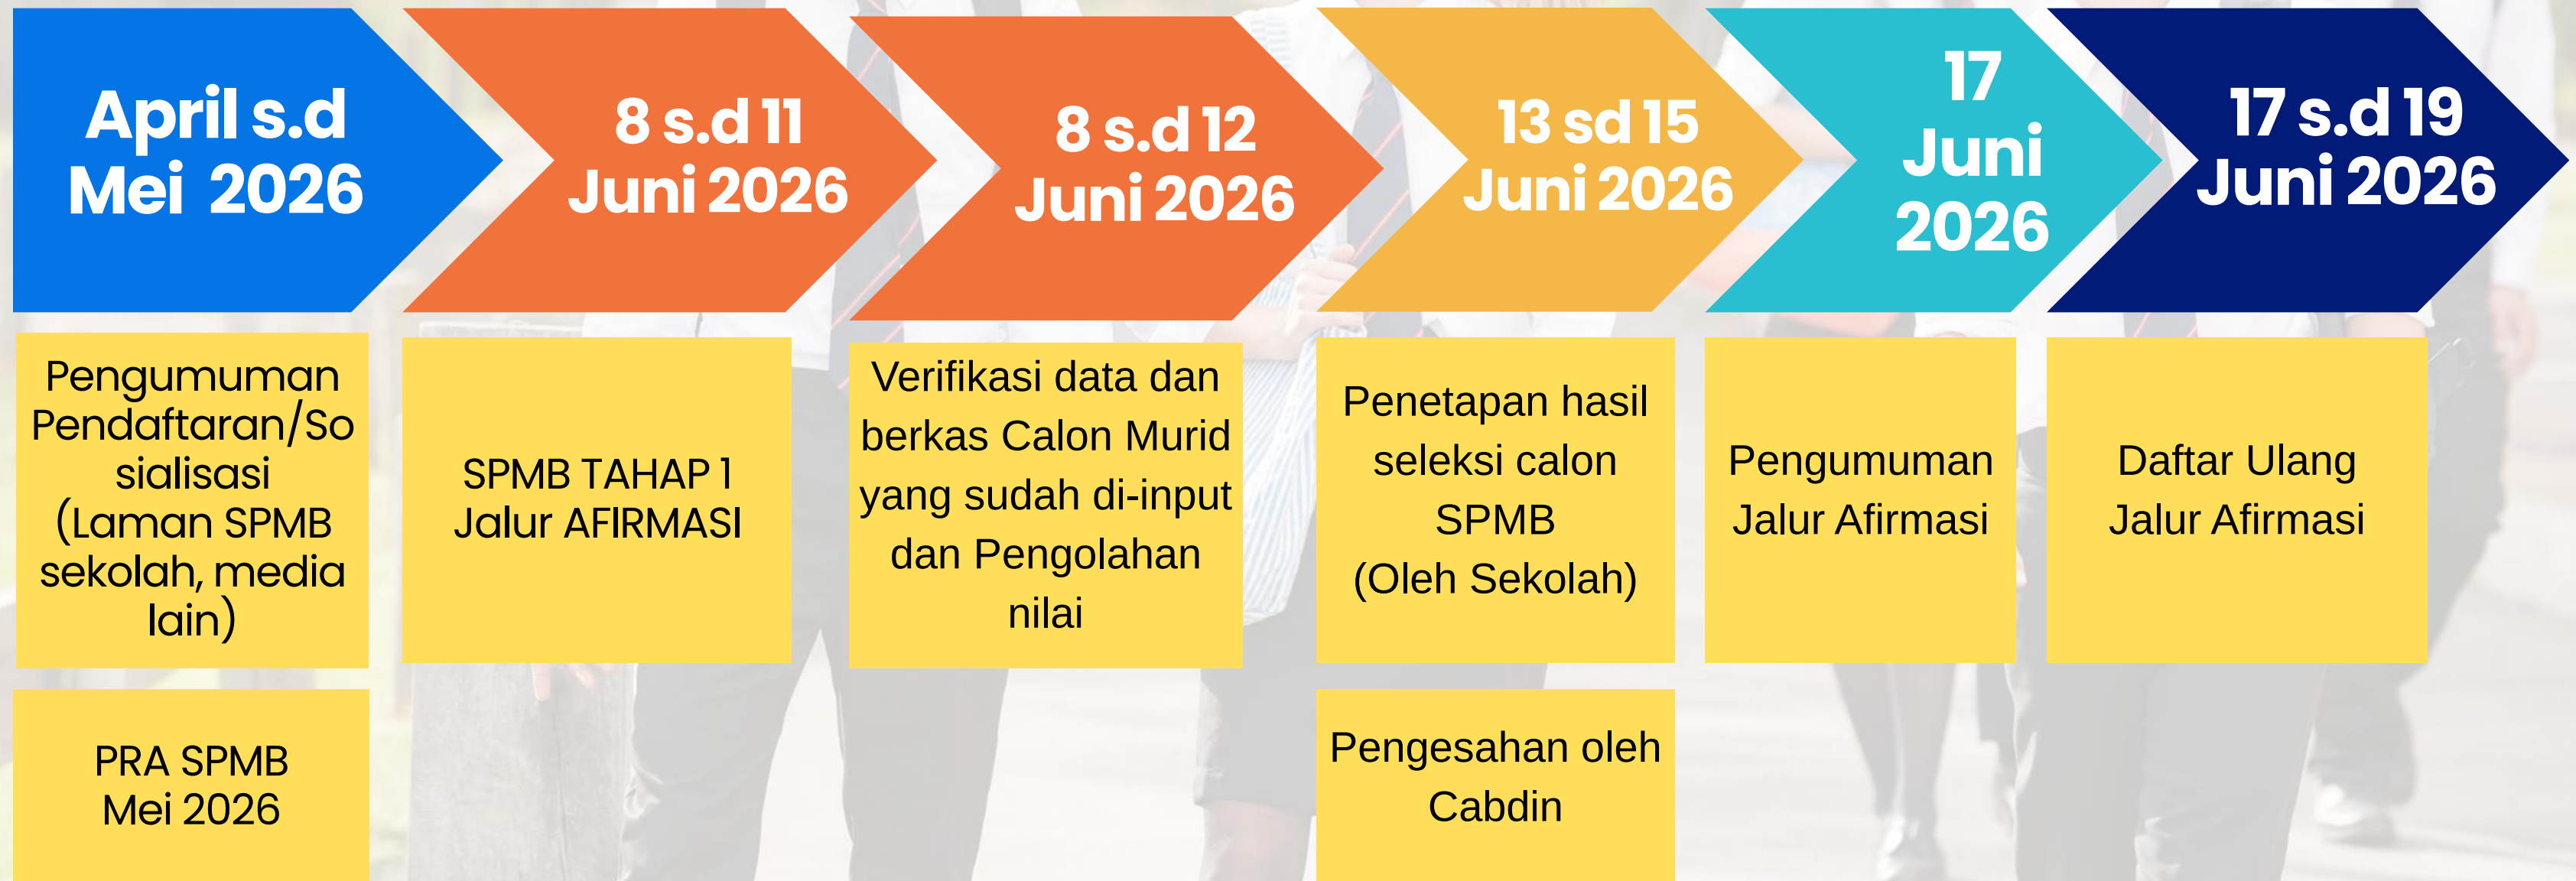 April s.d
Mei 2026
8 s.d 11
Juni 2026
8 s.d 12
Juni 2026
13 sd 15
Juni 2026
17
Juni
2026
17 s.d 19
Juni 2026
Pengumuman
Pendaftaran/So
sialisasi
(Laman SPMB
sekolah, media
lain)
SPMB TAHAP 1
Jalur AFIRMASI
Verifikasi data dan
berkas Calon Murid
yang sudah di-input
dan Pengolahan
nilai
Penetapan hasil
seleksi calon
SPMB
(Oleh Sekolah)
Pengumuman
Jalur Afirmasi
Daftar Ulang
Jalur Afirmasi
PRA SPMB
Mei 2026
Pengesahan oleh
Cabdin